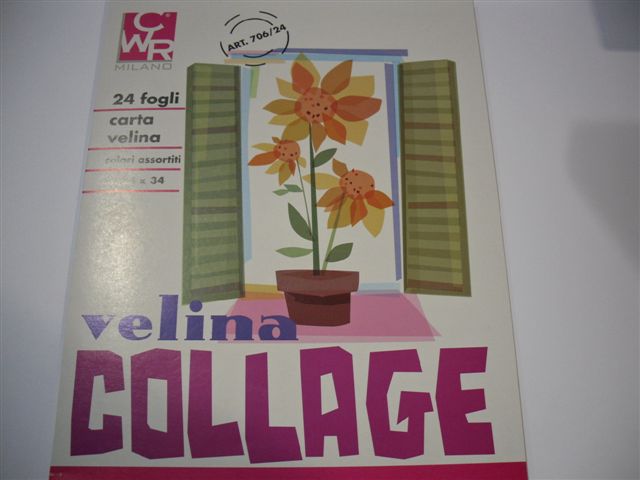 CWR
MILANO
ART. 706/24
24 fogli
carta
velina
colori assortiti
x 34
velina
COLLAGE